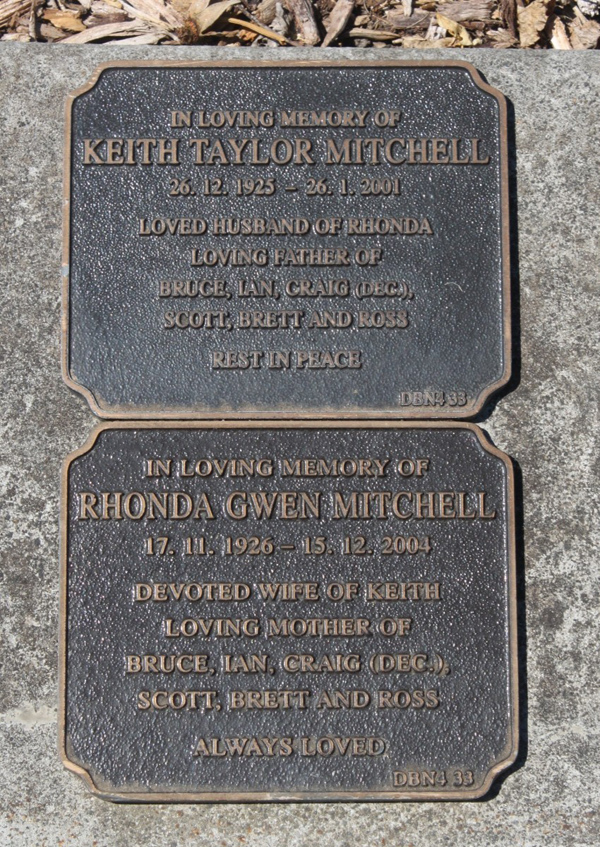 IN LOVING MEMORY OF
KEITH TAYLOR MITCHELL
26. 12. 1925 – 26. 1. 2001
LOVED HUSBAND OF RHONDA
LOVING FATHER OF
BRUCE, IAN, CRAIG (DEC.),
SCOTT, BRETT AND ROSS
REST IN PEACE
DBN4 33
IN LOVING MEMORY OF
RHONDA GWEN MITCHELL
17. 11. 1926 – 15. 12. 2004
DEVOTED WIFE OF KEITH
LOVING MOTHER OF
BRUCE, IAN, CRAIG (DEC.),
SCOTT, BRETT AND ROSS
ALWAYS LOVED
DBN4 33